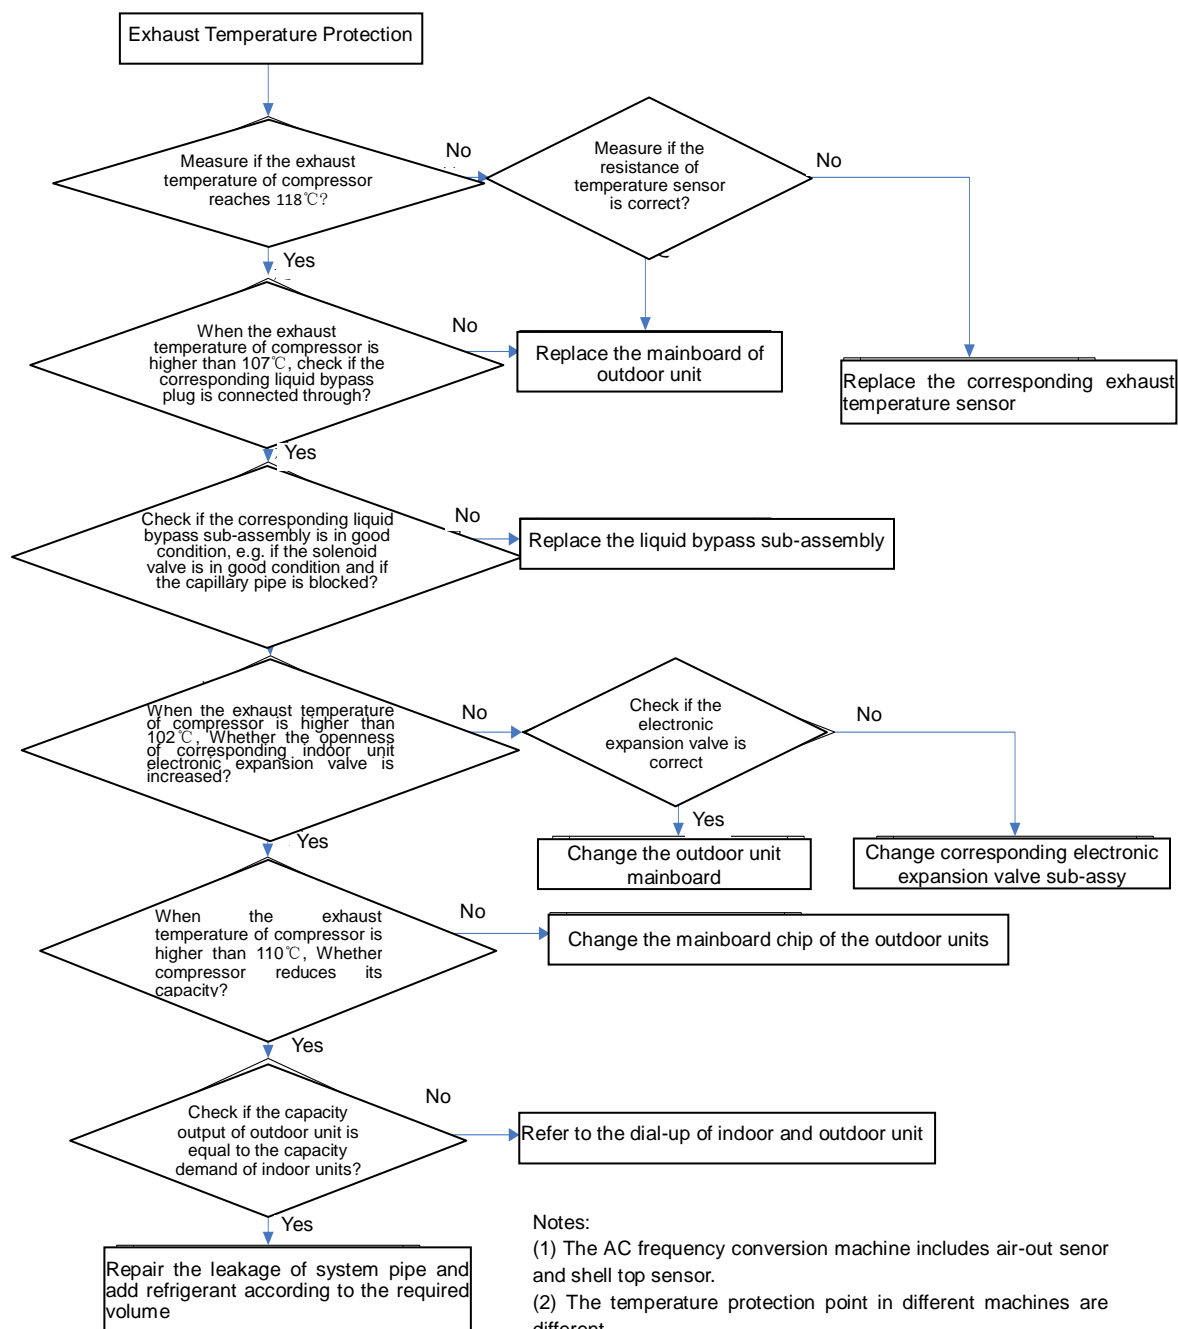 Exhaust Temperature Protection
Measure if the exhaust
temperature of compressor
reaches 118℃?
No
Measure if the
resistance of
temperature sensor
is correct?
No
Yes
When the exhaust
temperature of compressor is
higher than 107℃, check if the
corresponding liquid bypass
plug is connected through?
No
Replace the mainboard of
outdoor unit
Replace the corresponding exhaust
temperature sensor
Yes
Check if the corresponding liquid
bypass sub-assembly is in good
condition, e.g. if the solenoid
valve is in good condition and if
the capillary pipe is blocked?
No
Replace the liquid bypass sub-assembly
When the exhaust temperature
of compressor is higher than
102℃, Whether the openness
of corresponding indoor unit
electronic expansion valve is
increased?
No
Check if the
electronic
expansion valve is
correct
No
Yes
Yes
Change the outdoor unit
mainboard
Change corresponding electronic
expansion valve sub-assy
When the exhaust
temperature of compressor is
higher than 110℃, Whether
compressor reduces its
capacity?
No
Change the mainboard chip of the outdoor units
Yes
Check if the capacity
output of outdoor unit is
equal to the capacity
demand of indoor units?
No
Refer to the dial-up of indoor and outdoor unit
Yes
Repair the leakage of system pipe and
add refrigerant according to the required
volume
Notes:
(1) The AC frequency conversion machine includes air-out senor
and shell top sensor.
(2) The temperature protection point in different machines are
different